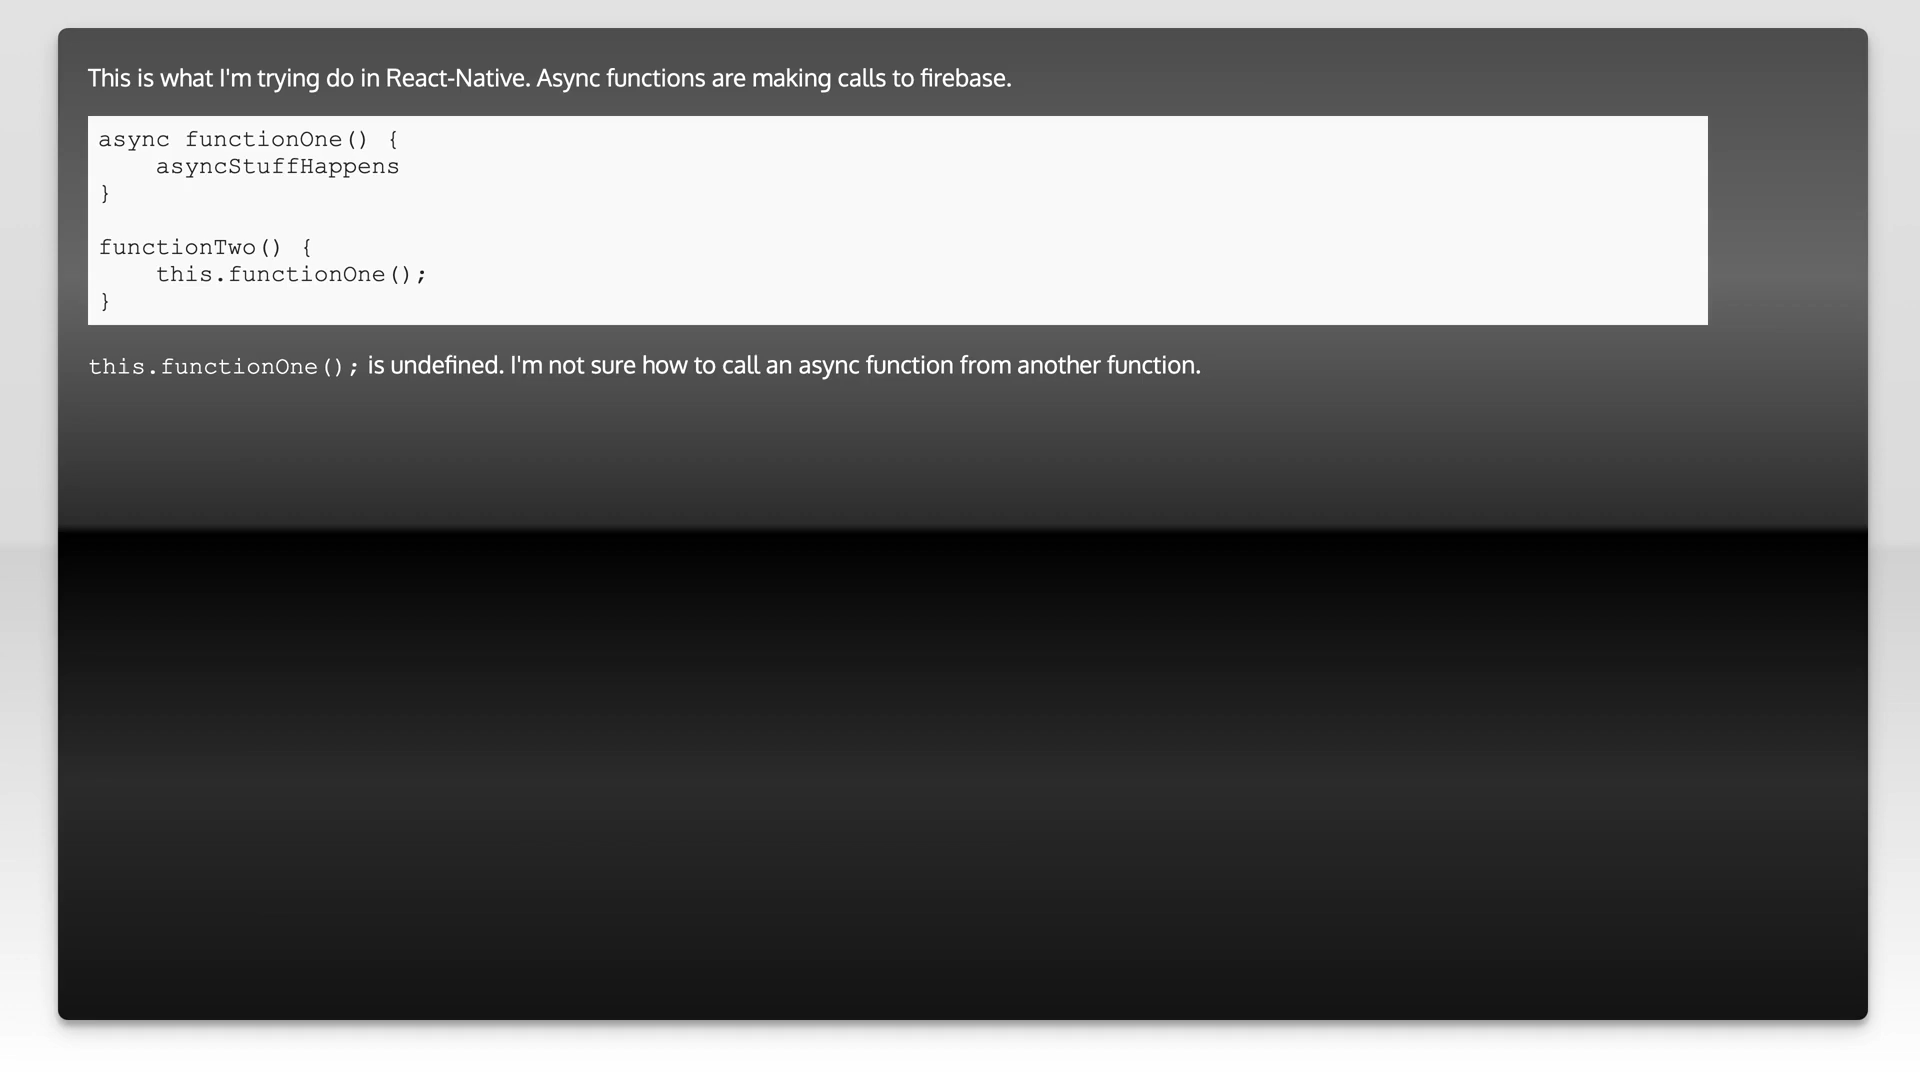 This is what I'm trying do in React-Native. Async functions are making calls to firebase.
async functionOne() {
    asyncStuffHappens
}
functionTwo() {
    this.functionOne();
}
this.functionOne(); is undefined. I'm not sure how to call an async function from another function.